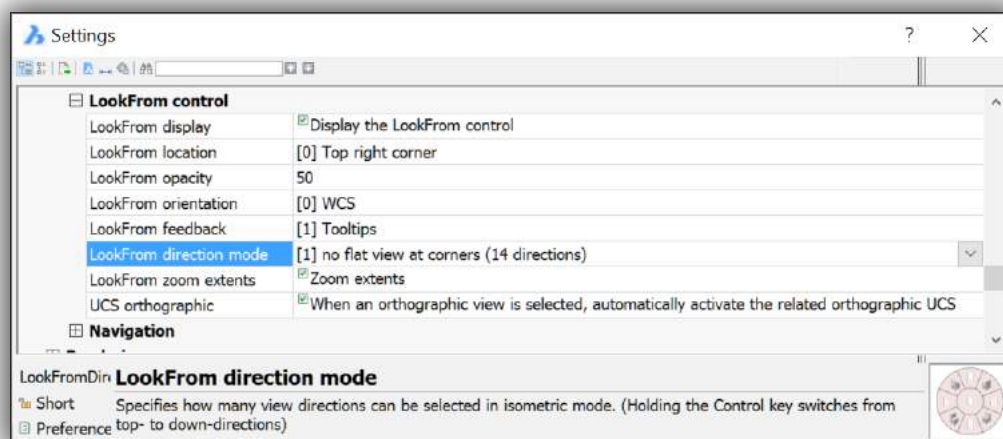 Settings
LookFrom control
LookFrom display Display the LookFrom control
LookFrom location [0] Top right corner
LookFrom opacity 50
LookFrom orientation [0] WCS
LookFrom feedback [1] Tooltips
LookFrom direction mode [1] no flat view at corners (14 directions)
LookFrom zoom extents Zoom extents
UCS orthographic When an orthographic view is selected, automatically activate the related orthographic UCS
Navigation
LookFromDir LookFrom direction mode
Short Specifies how many view directions can be selected in isometric mode. (Holding the Control key switches from
Preference top- to down-directions)